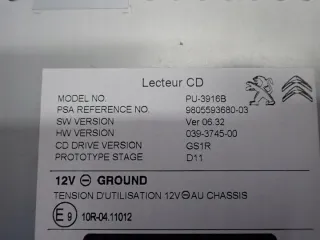 Lecteur CD
MODEL NO. PU-3916B
PSA REFERENCE NO. 9805593680-03
SW VERSION Ver 06.32
HW VERSION 039-3745-00
CD DRIVE VERSION GS1R
PROTOTYPE STAGE D11
12V ⊖ GROUND
TENSION D'UTILISATION 12V ⊖ AU CHASSIS
E9 10R-04.11012